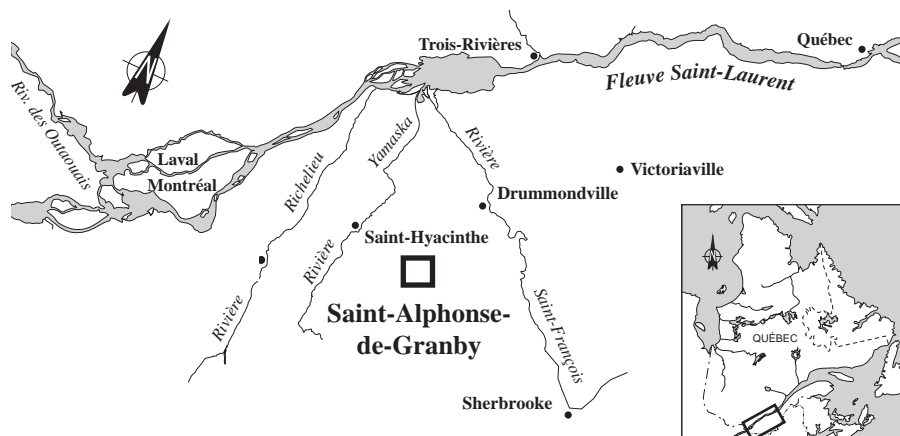 Trois-Rivières
Québec
Fleuve Saint-Laurent
N
Riv. des Outaouais
Laval
Montréal
Richelieu
Rivière
Yamaska
Rivière
Rivière
Saint-François
Victoriaville
Drummondville
Saint-Hyacinthe
Saint-Alphonse-
de-Granby
Sherbrooke
N
QUÉBEC